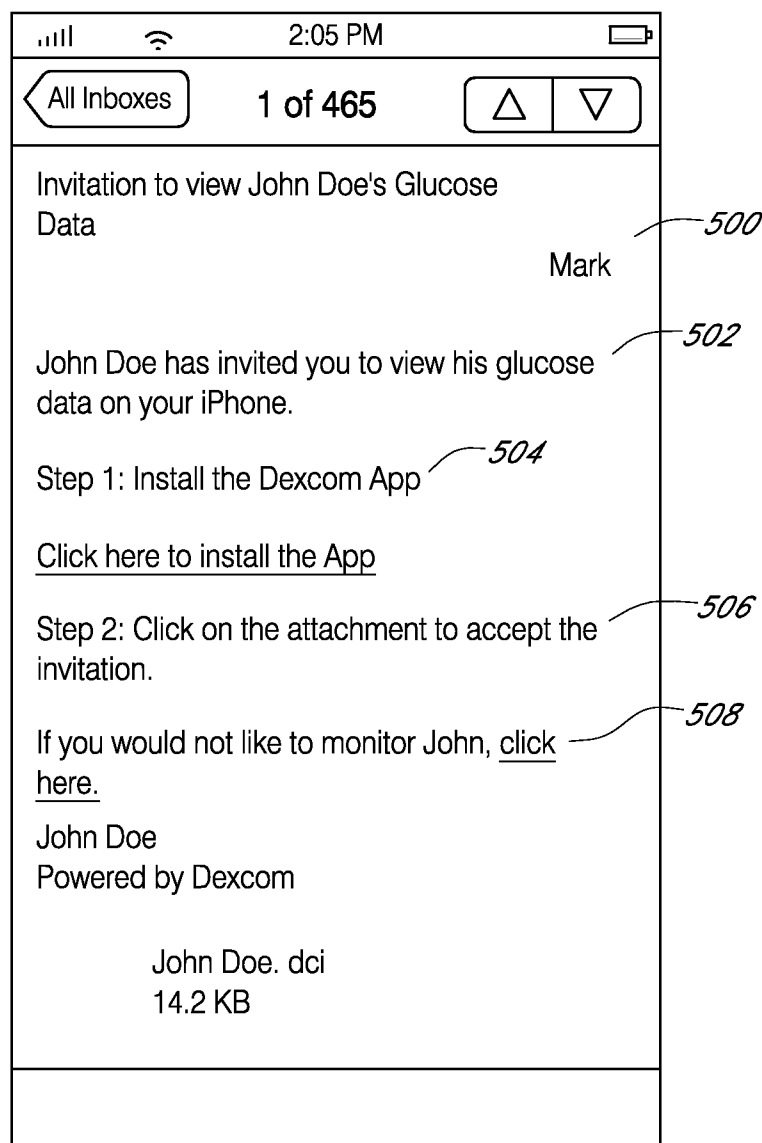 2:05 PM
All Inboxes
1 of 465
Invitation to view John Doe's Glucose
Data
500
Mark
502
John Doe has invited you to view his glucose
data on your iPhone.
504
Step 1: Install the Dexcom App
Click here to install the App
506
Step 2: Click on the attachment to accept the
invitation.
508
If you would not like to monitor John, click
here.
John Doe
Powered by Dexcom
John Doe. dci
14.2 KB